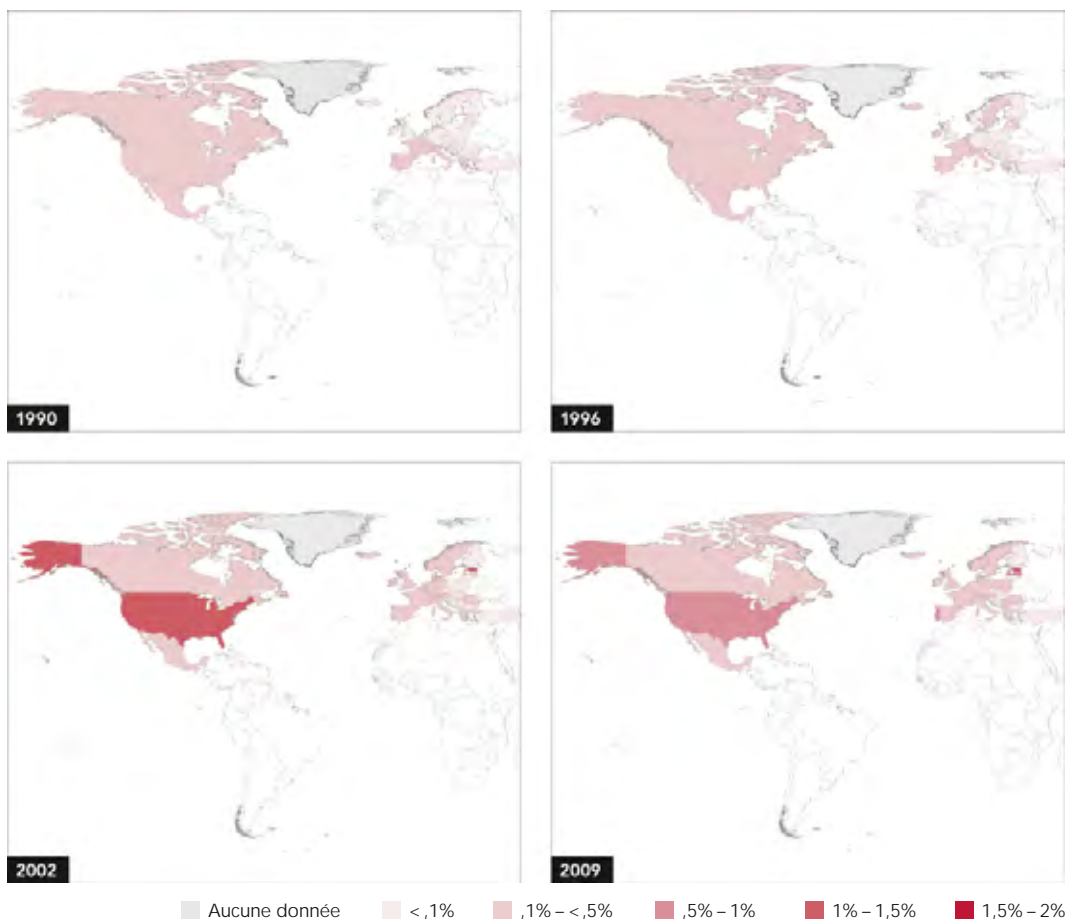 1990
1996
2002
2009
Aucune donnée < ,1% ,1% – < ,5% ,5% – 1% 1% – 1,5% 1,5% – 2%